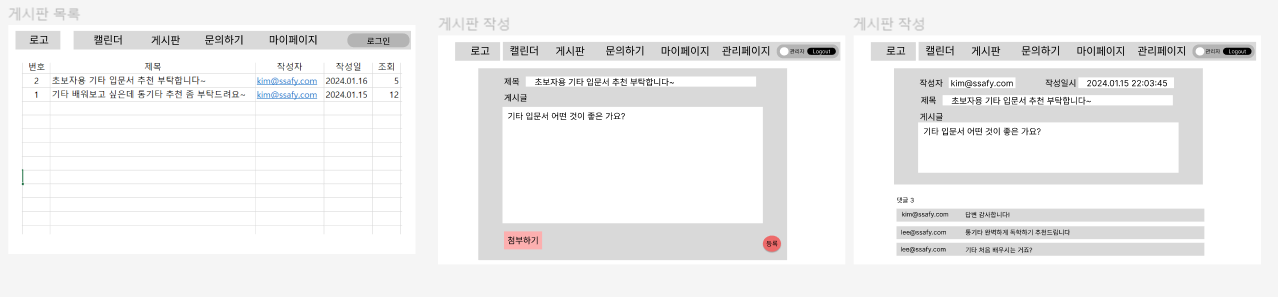 게시판 목록
로고 캘린더 게시판 문의하기 마이페이지 로그인
번호 제목 작성자 작성일 조회
2 초보자용 기타 입문서 추천 부탁합니다~ kim@ssafy.com 2024.01.16 5
1 기타 배워보고 싶은데 통기타 추천 좀 부탁드려요~ kim@ssafy.com 2024.01.15 12
게시판 작성
로고 캘린더 게시판 문의하기 마이페이지 관리페이지 관리자 Logout
제목 초보자용 기타 입문서 추천 부탁합니다~
게시글
기타 입문서 어떤 것이 좋은 가요?
첨부하기
등록
게시판 작성
로고 캘린더 게시판 문의하기 마이페이지 관리페이지 관리자 Logout
작성자 kim@ssafy.com 작성일시 2024.01.15 22:03:45
제목 초보자용 기타 입문서 추천 부탁합니다~
게시글
기타 입문서 어떤 것이 좋은 가요?
댓글 3
kim@ssafy.com 답변 감사합니다!
lee@ssafy.com 통기타 완벽하게 독학하기 추천드립니다
lee@ssafy.com 기타 처음 배우시는 거죠?